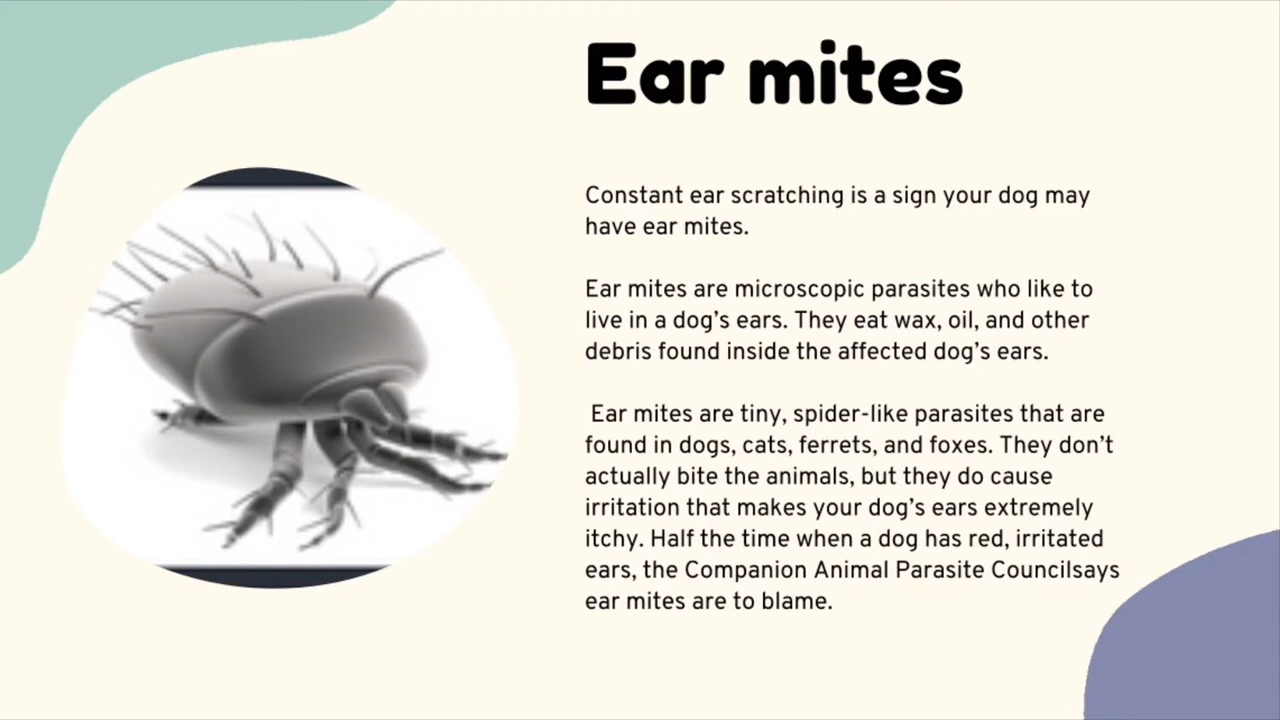 Ear mites
Constant ear scratching is a sign your dog may
have ear mites.
Ear mites are microscopic parasites who like to
live in a dog’s ears. They eat wax, oil, and other
debris found inside the affected dog’s ears.
Ear mites are tiny, spider-like parasites that are
found in dogs, cats, ferrets, and foxes. They don’t
actually bite the animals, but they do cause
irritation that makes your dog’s ears extremely
itchy. Half the time when a dog has red, irritated
ears, the Companion Animal Parasite Councilsays
ear mites are to blame.